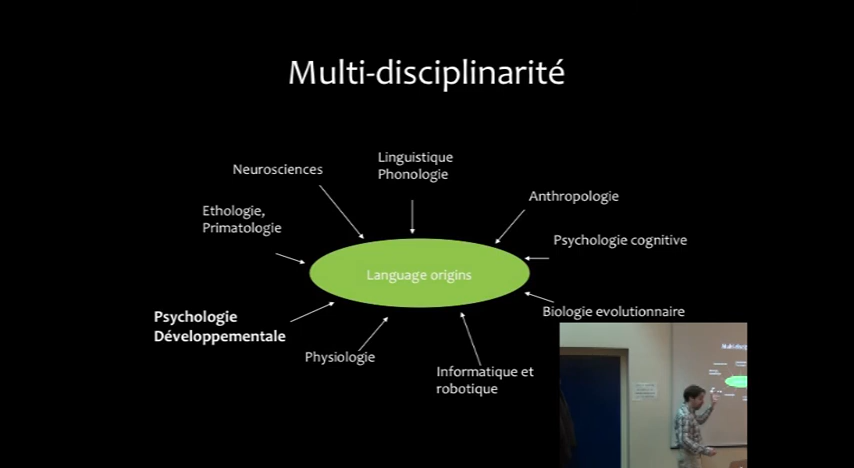 Multi-disciplinarité
Linguistique
Phonologie
Neurosciences
Anthropologie
Ethologie,
Primatologie
Psychologie cognitive
Language origins
Biologie evolutionnaire
Psychologie
Développementale
Physiologie
Informatique et
robotique